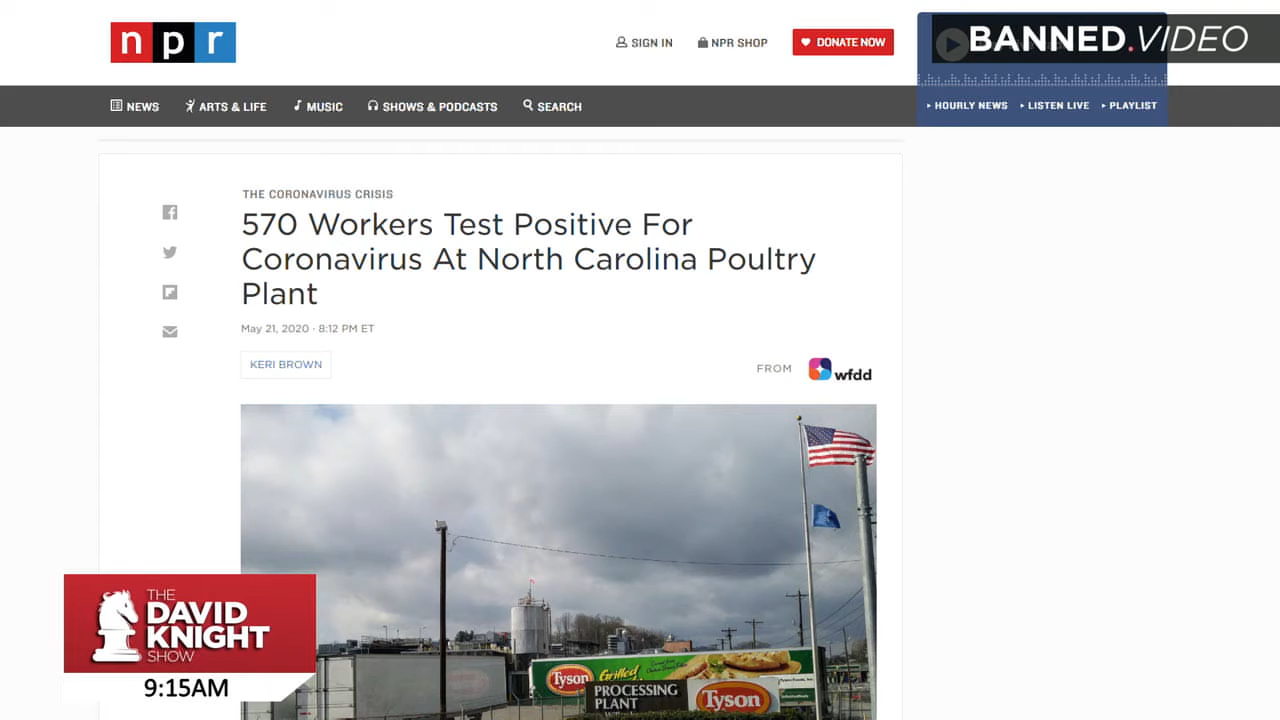 npr
SIGN IN
NPR SHOP
DONATE NOW
BANNED.VIDEO
NEWS
ARTS & LIFE
MUSIC
SHOWS & PODCASTS
SEARCH
HOURLY NEWS
LISTEN LIVE
PLAYLIST
THE CORONAVIRUS CRISIS
570 Workers Test Positive For
Coronavirus At North Carolina Poultry
Plant
May 21, 2020 · 8:12 PM ET
KERI BROWN
FROM
wfdd
Tyson
Grilled
PROCESSING
PLANT
Tyson
THE
DAVID
KNIGHT
SHOW
9:15AM